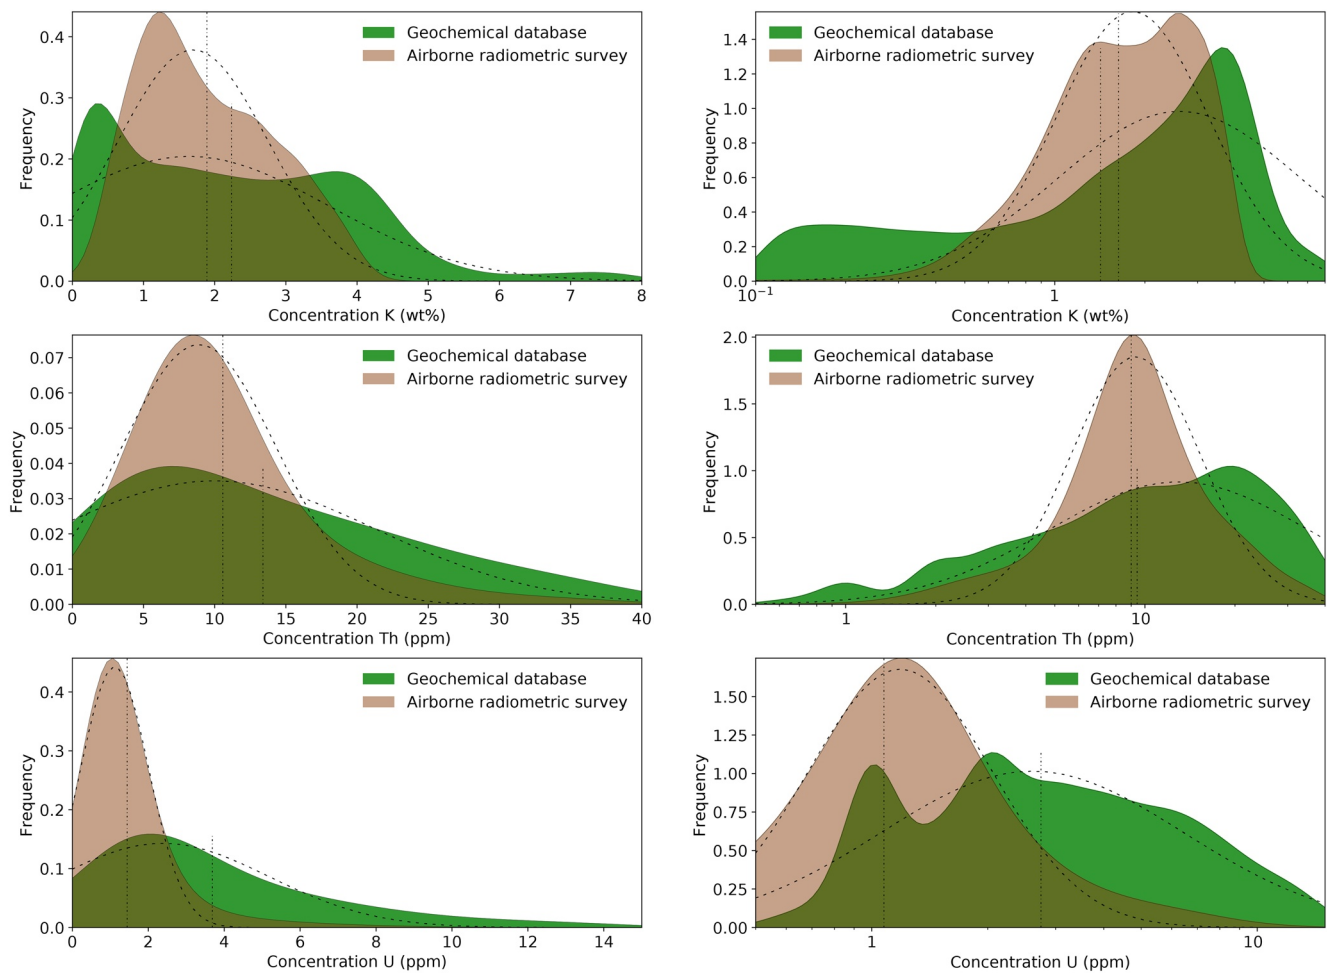 Geochemical database
Airborne radiometric survey
Frequency
0.4
0.3
0.2
0.1
0.0
0 1 2 3 4 5 6 7 8
Concentration K (wt%)
Geochemical database
Airborne radiometric survey
Frequency
1.4
1.2
1.0
0.8
0.6
0.4
0.2
0.0
10⁻¹ 1
Concentration K (wt%)
Geochemical database
Airborne radiometric survey
Frequency
0.07
0.06
0.05
0.04
0.03
0.02
0.01
0.00
0 5 10 15 20 25 30 35 40
Concentration Th (ppm)
Geochemical database
Airborne radiometric survey
Frequency
2.0
1.5
1.0
0.5
0.0
1 10
Concentration Th (ppm)
Geochemical database
Airborne radiometric survey
Frequency
0.4
0.3
0.2
0.1
0.0
0 2 4 6 8 10 12 14
Concentration U (ppm)
Geochemical database
Airborne radiometric survey
Frequency
1.50
1.25
1.00
0.75
0.50
0.25
0.00
1 10
Concentration U (ppm)